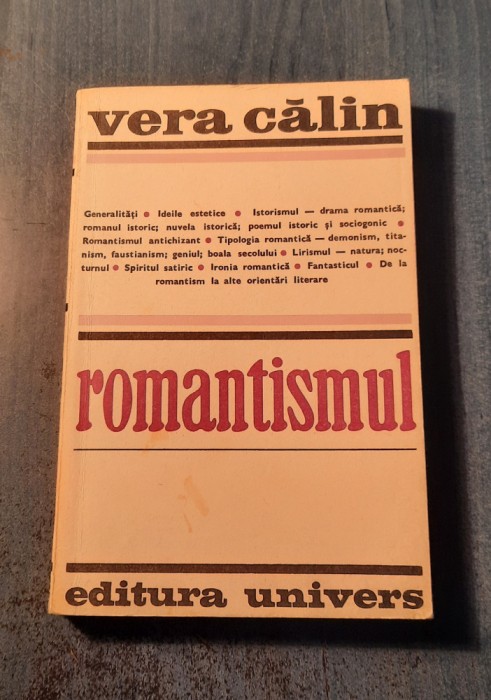 vera călin
Generalități • Ideile estetice • Istorismul — drama romantică;
romanul istoric; nuvela istorică; poemul istoric și sociogonic •
Romantismul antichizant • Tipologia romantică — demonism, tita-
nism, faustianism; geniul; boala secolului • Lirismul — natura; noc-
turnul • Spiritul satiric • Ironia romantică • Fantasticul • De la
romantism la alte orientări literare
romantismul
editura univers